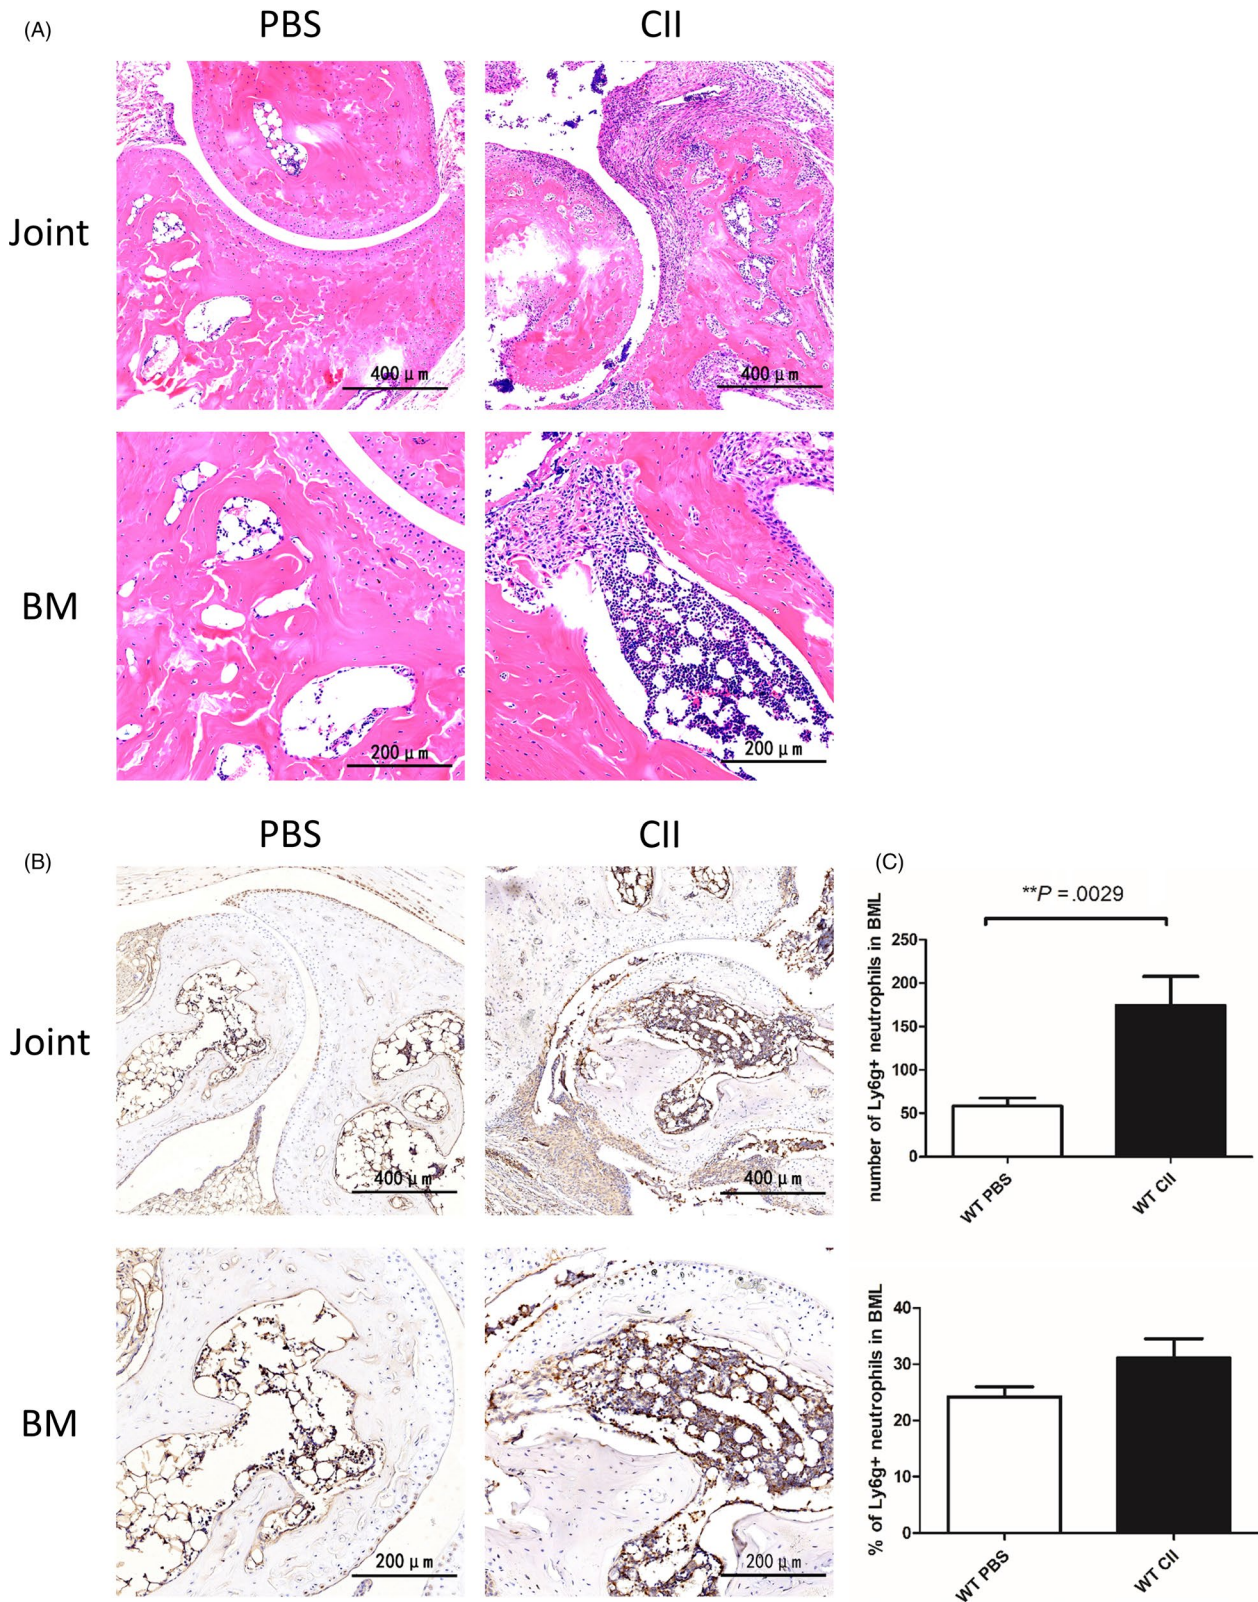 (A)
PBS
CII
Joint
400 μm
400 μm
BM
200 μm
200 μm
PBS
CII
(B)
(C)
Joint
400 μm
400 μm
BM
200 μm
200 μm
**P =.0029
number of Ly6g+ neutrophils in BML
250
200
150
100
50
0
WT PBS
WT CII
% of Ly6g+ neutrophils in BML
40
30
20
10
0
WT PBS
WT CII